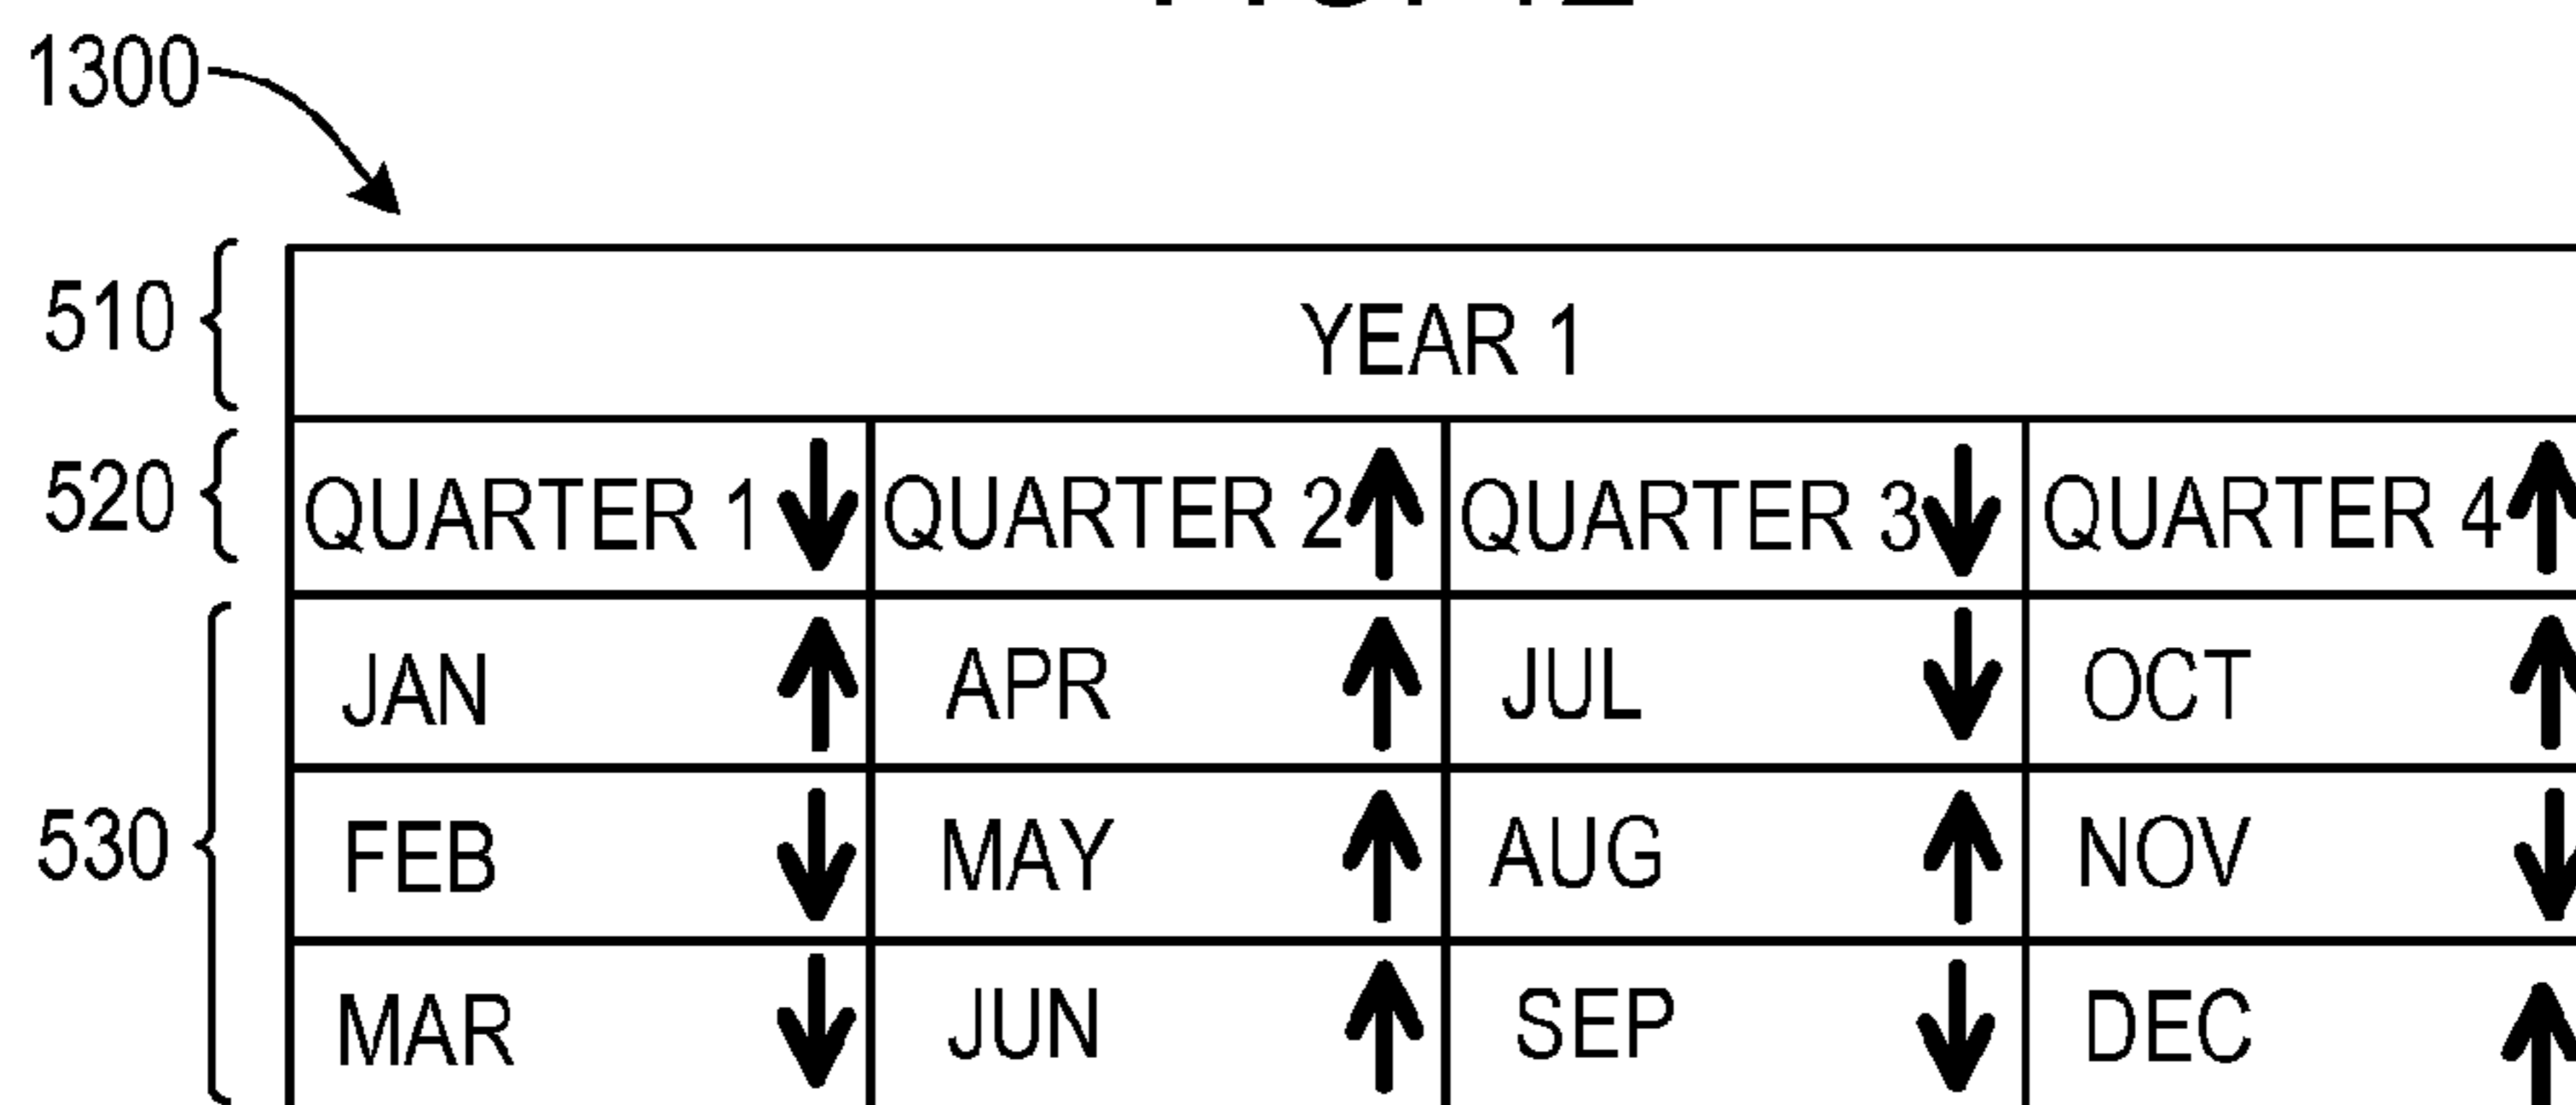 1300
510
YEAR 1
520
QUARTER 1 QUARTER 2 QUARTER 3 QUARTER 4
JAN APR JUL OCT
530
FEB MAY AUG NOV
MAR JUN SEP DEC